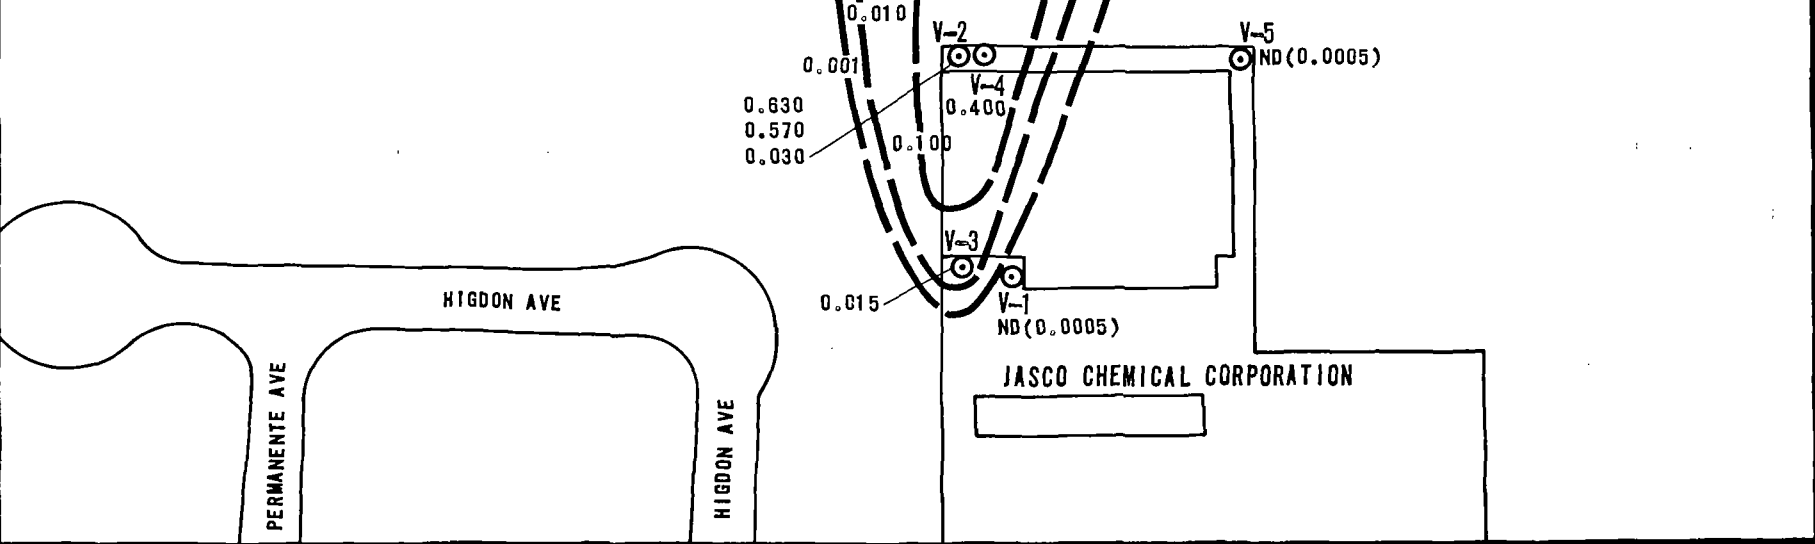 0.010
V-2
V-5
0.001
ND(0.0005)
V-4
0.630
0.400
0.570
0.100
0.030
V-3
HIGDON AVE
0.015
V-1
ND(0.0005)
PERMANENTE AVE
HIGDON AVE
JASCO CHEMICAL CORPORATION